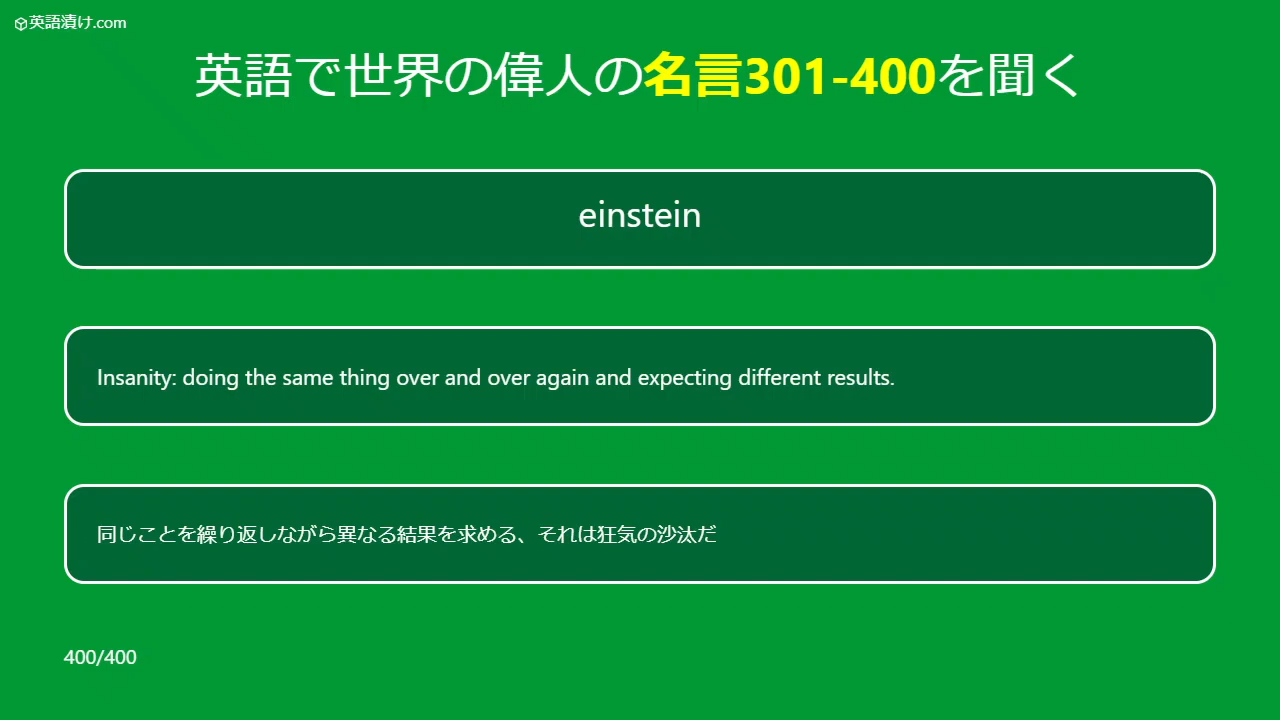 英語漬け.com
英語で世界の偉人の名言301-400を聞く
einstein
Insanity: doing the same thing over and over again and expecting different results.
同じことを繰り返しながら異なる結果を求める、それは狂気の沙汰だ
400/400